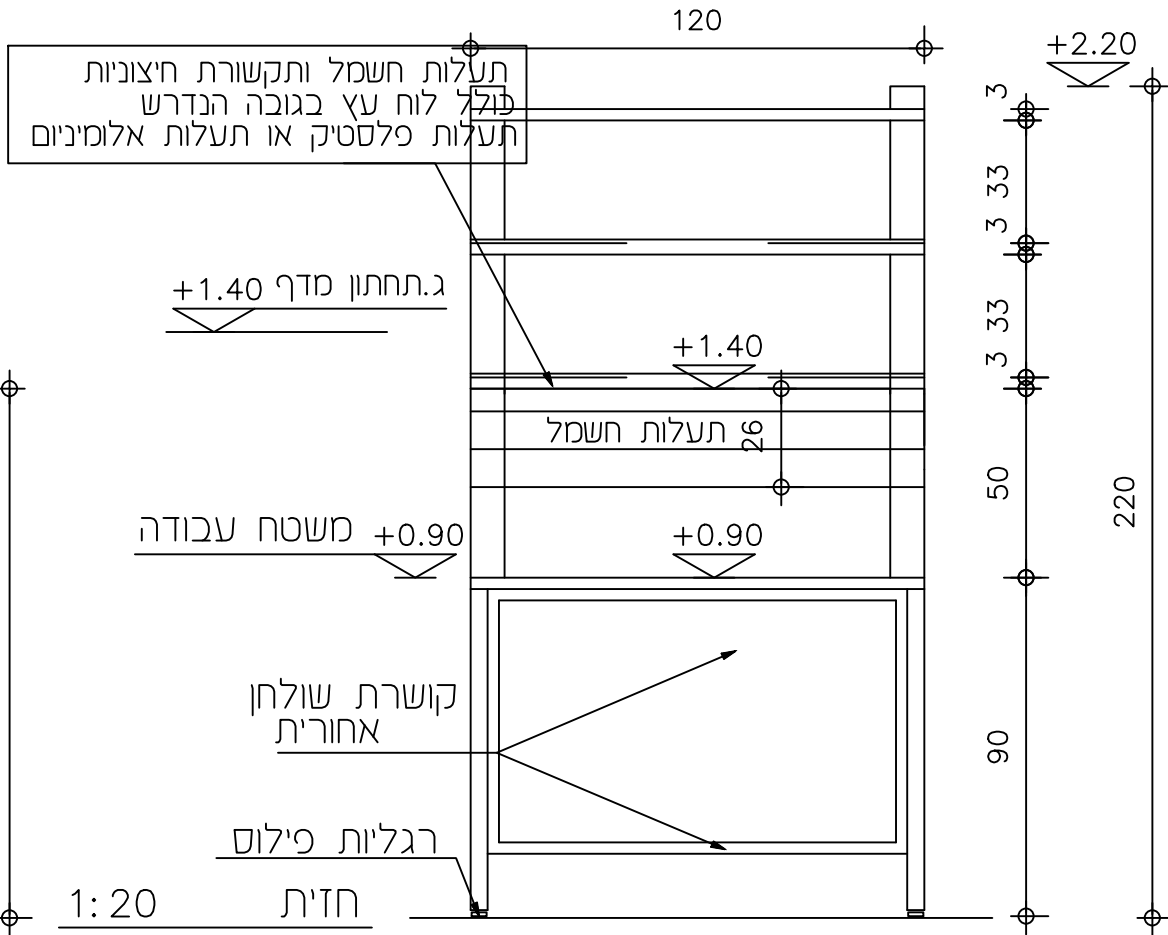 120
+2.20
תעלות חשמל ותקשורת חיצוניות
כולל לוח עץ בגובה הנדרש
תעלות פלסטיק או תעלות אלומיניום
3
33
3
ג.תחתון מדף +1.40
33
+1.40
3
תעלות חשמל
26
50
220
משטח עבודה +0.90
+0.90
קושרת שולחן
אחורית
90
רגליות פילוס
חזית 1:20